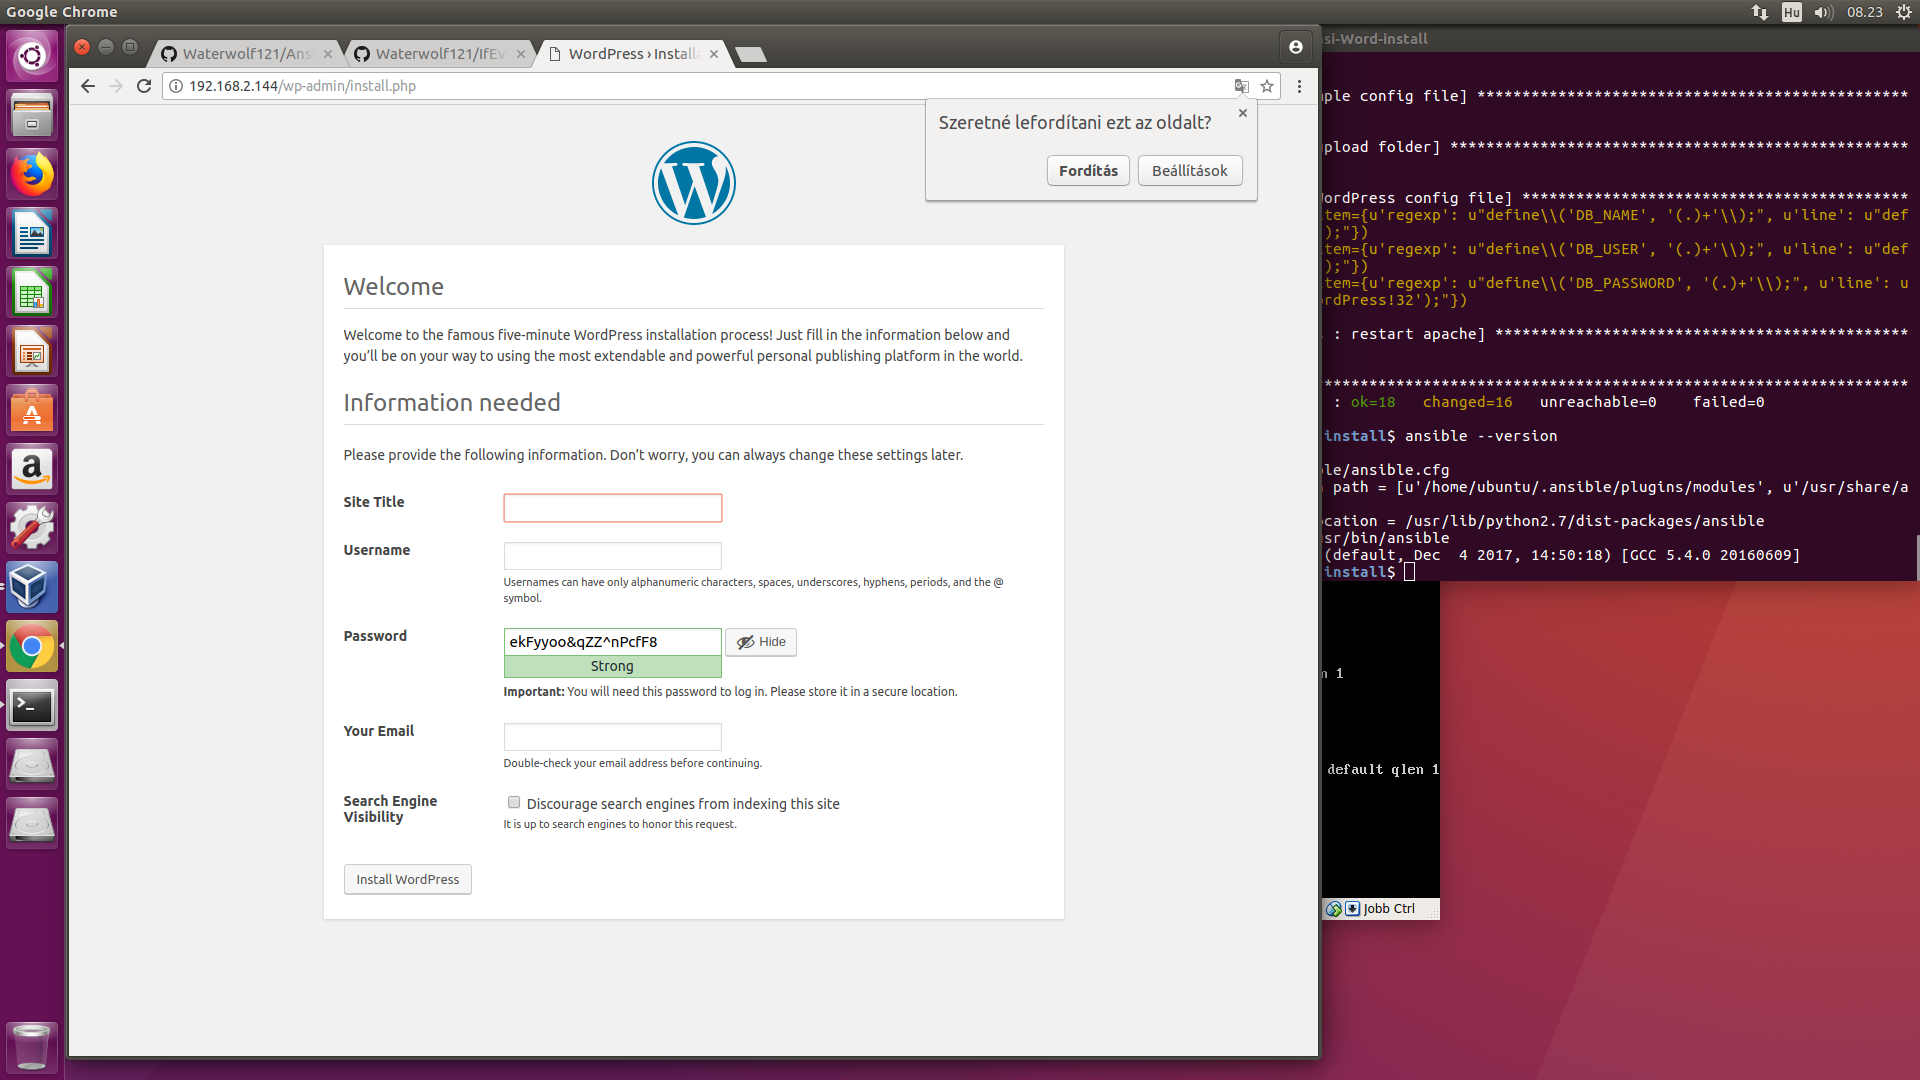 Google Chrome
Hu
08.23
Waterwolf121/Ans
Waterwolf121/IfEv
WordPress › Installa
192.168.2.144/wp-admin/install.php
Szeretné lefordítani ezt az oldalt?
Fordítás
Beállítások
Welcome
Welcome to the famous five-minute WordPress installation process! Just fill in the information below and
you’ll be on your way to using the most extendable and powerful personal publishing platform in the world.
Information needed
Please provide the following information. Don’t worry, you can always change these settings later.
Site Title
Username
Usernames can have only alphanumeric characters, spaces, underscores, hyphens, periods, and the @
symbol.
Password
ekFyyoo&qZZ^nPcfF8
Hide
Strong
Important: You will need this password to log in. Please store it in a secure location.
Your Email
Double-check your email address before continuing.
Search Engine
Visibility
Discourage search engines from indexing this site
It is up to search engines to honor this request.
Install WordPress
si-Word-install
ple config file] ************************************************
pload folder] ***************************************************
WordPress config file] *******************************************
tem={u'regexp': u"define\\('DB_NAME', '(.)+'\\);", u'line': u"def
);"})
tem={u'regexp': u"define\\('DB_USER', '(.)+'\\);", u'line': u"def
);"})
tem={u'regexp': u"define\\('DB_PASSWORD', '(.)+'\\);", u'line': u
rdPress!32');"})
: restart apache] **********************************************
*****************************************************************
: ok=18 changed=16 unreachable=0 failed=0
install$ ansible --version
le/ansible.cfg
path = [u'/home/ubuntu/.ansible/plugins/modules', u'/usr/share/a
cation = /usr/lib/python2.7/dist-packages/ansible
sr/bin/ansible
(default, Dec  4 2017, 14:50:18) [GCC 5.4.0 20160609]
install$
n 1
default qlen 1
Jobb Ctrl